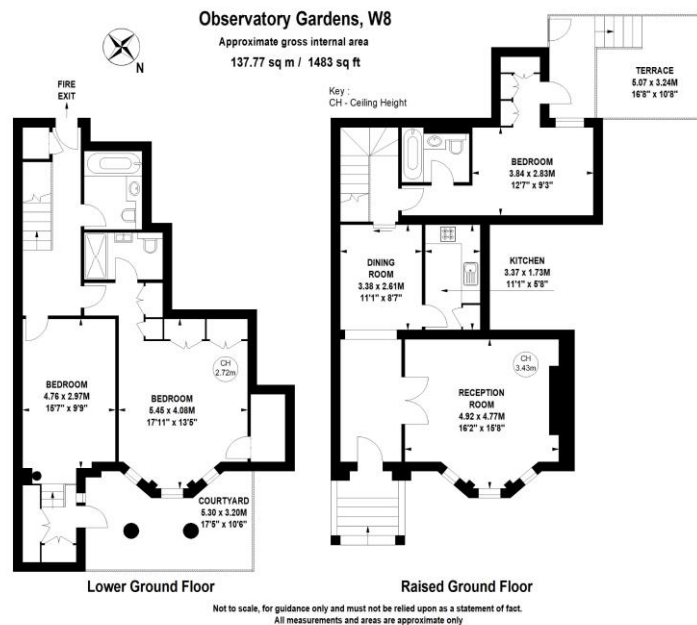 Observatory Gardens, W8
Approximate gross internal area
137.77 sq m / 1483 sq ft
N
Key :
CH - Ceiling Height
FIRE
EXIT
TERRACE
5.07 x 3.24M
16'8" x 10'8"
BEDROOM
3.84 x 2.83M
12'7" x 9'3"
DINING
ROOM
3.38 x 2.61M
11'1" x 8'7"
KITCHEN
3.37 x 1.73M
11'1" x 5'8"
CH
2.72m
CH
3.43m
BEDROOM
4.76 x 2.97M
15'7" x 9'9"
BEDROOM
5.45 x 4.08M
17'11" x 13'5"
RECEPTION
ROOM
4.92 x 4.77M
16'2" x 15'8"
COURTYARD
5.30 x 3.20M
17'5" x 10'6"
Lower Ground Floor
Raised Ground Floor
Not to scale, for guidance only and must not be relied upon as a statement of fact.
All measurements and areas are approximate only